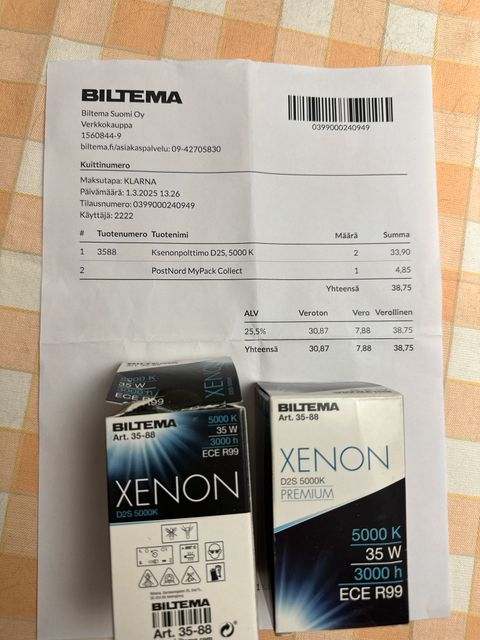 BILTEMA
Biltema Suomi Oy
Verkkokauppa
1560844-9
biltema.fi/asiakaspalvelu: 09-42705830
0399000240949
Kuittinumero
Maksutapa: KLARNA
Päivämäärä: 1.3.2025 13.26
Tilausnumero: 0399000240949
Käyttäjä: 2222
# Tuotenumero Tuotenimi Määrä Summa
1 3588 Ksenonpolttimo D2S, 5000 K 2 33,90
2 PostNord MyPack Collect 1 4,85
Yhteensä 38,75
ALV Veroton Vero Verollinen
25,5% 30,87 7,88 38,75
Yhteensä 30,87 7,88 38,75
5000 K
35 W
3000 h
ECE R99
XENON
BILTEMA
Art. 35-88
5000 K
35 W
3000 h
ECE R99
XENON
D2S 5000K
BILTEMA
Art. 35-88
BILTEMA
Art. 35-88
XENON
D2S 5000K
PREMIUM
5000 K
35 W
3000 h
ECE R99